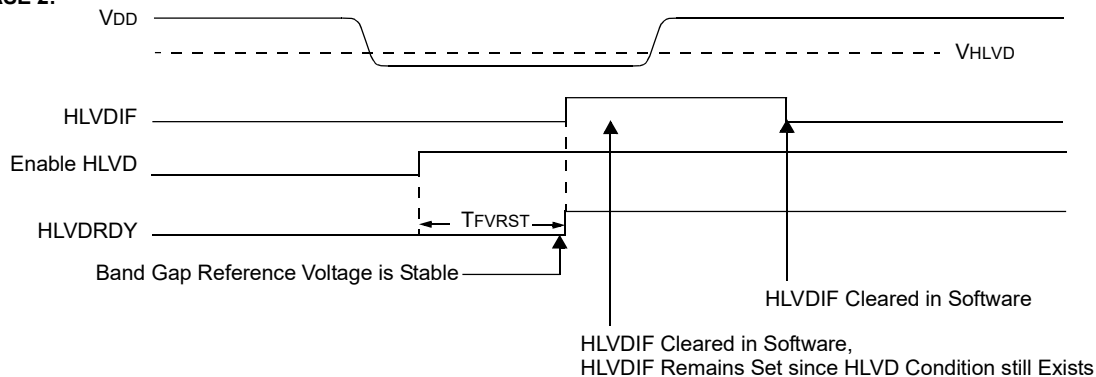 VDD
VHLVD
HLVDIF
Enable HLVD
TFVRST
HLVDRDY
Band Gap Reference Voltage is Stable
HLVDIF Cleared in Software
HLVDIF Cleared in Software,
HLVDIF Remains Set since HLVD Condition still Exists